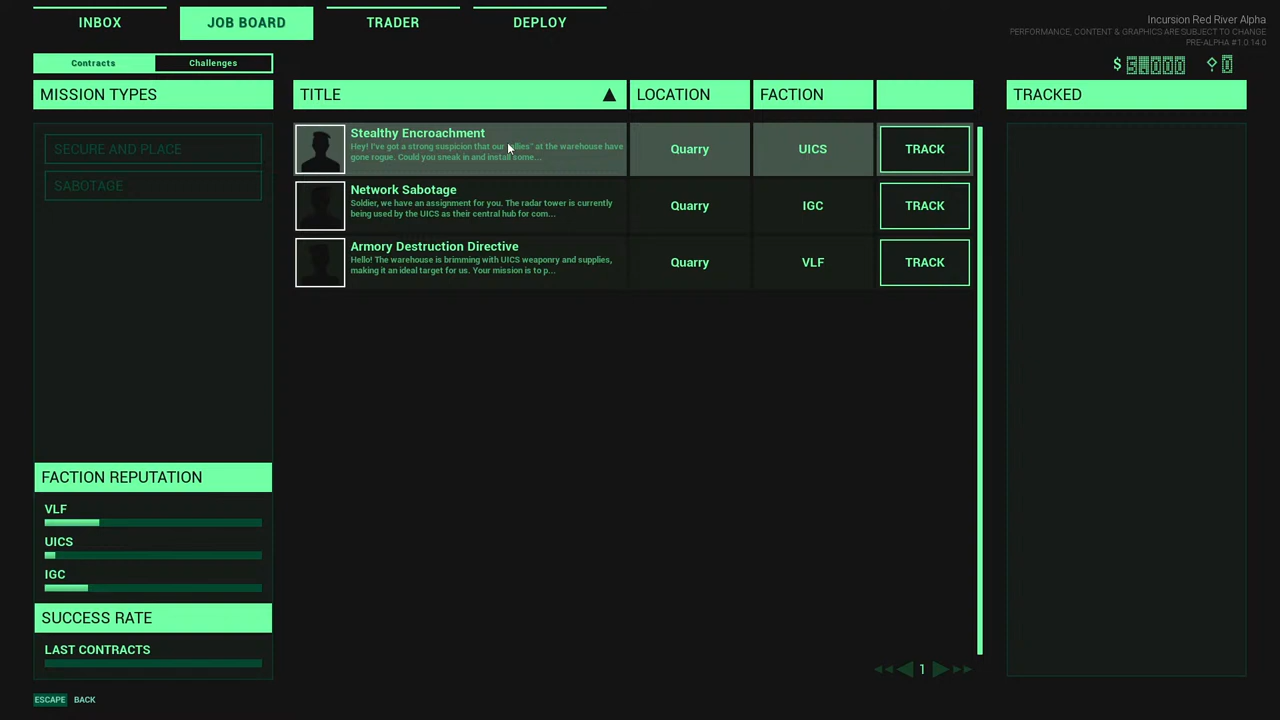 INBOX
JOB BOARD
TRADER
DEPLOY
Incursion Red River Alpha
PERFORMANCE, CONTENT & GRAPHICS ARE SUBJECT TO CHANGE
PRE-ALPHA #1.0.14.0
Contracts
Challenges
$
MISSION TYPES
SECURE AND PLACE
SABOTAGE
FACTION REPUTATION
VLF
UICS
IGC
SUCCESS RATE
LAST CONTRACTS
TITLE
LOCATION
FACTION
Stealthy Encroachment
Hey! I've got a strong suspicion that our at the warehouse have
gone rogue. Could you sneak in and install some...
Quarry
UICS
TRACK
Network Sabotage
Soldier, we have an assignment for you. The radar tower is currently
being used by the UICS as their central hub for com...
Quarry
IGC
TRACK
Armory Destruction Directive
Hello! The warehouse is brimming with UICS weaponry and supplies,
making it an ideal target for us. Your mission is to p...
Quarry
VLF
TRACK
1
TRACKED
ESCAPE
BACK